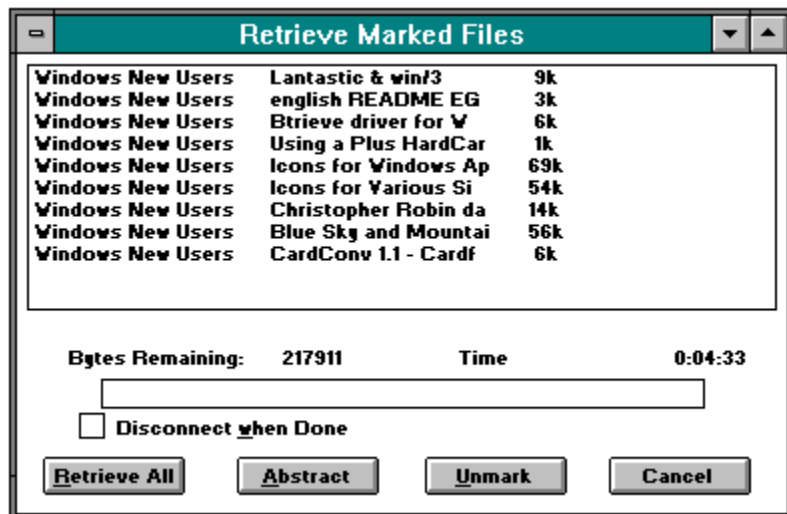 Retrieve Marked Files
Windows New Users Lantastic & win/3 9k
Windows New Users english README EG 3k
Windows New Users Btrieve driver for W 6k
Windows New Users Using a Plus HardCar 1k
Windows New Users Icons for Windows Ap 69k
Windows New Users Icons for Various Si 54k
Windows New Users Christopher Robin da 14k
Windows New Users Blue Sky and Mountai 56k
Windows New Users CardConv 1.1 - Cardf 6k
Bytes Remaining: 217911 Time 0:04:33
Disconnect when Done
Retrieve All Abstract Unmark Cancel